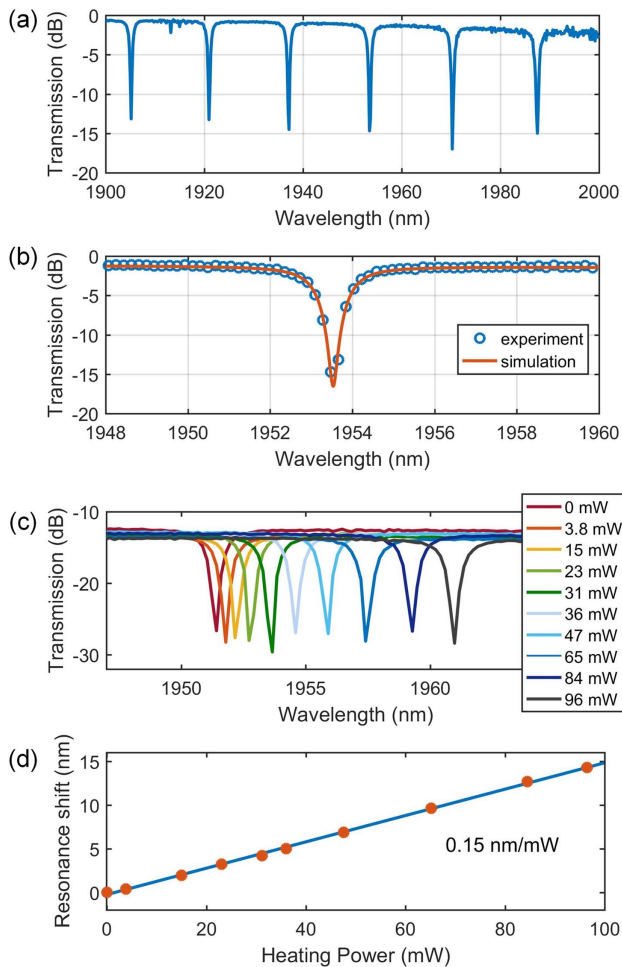 (a)
Transmission (dB)
0
-5
-10
-15
-20
1900 1920 1940 1960 1980 2000
Wavelength (nm)
(b)
Transmission (dB)
0
-5
-10
-15
-20
experiment
simulation
1948 1950 1952 1954 1956 1958 1960
Wavelength (nm)
(c)
Transmission (dB)
-10
-20
-30
1950 1955 1960
Wavelength (nm)
0 mW
3.8 mW
15 mW
23 mW
31 mW
36 mW
47 mW
65 mW
84 mW
96 mW
(d)
Resonance shift (nm)
15
10
5
0
0.15 nm/mW
0 20 40 60 80 100
Heating Power (mW)